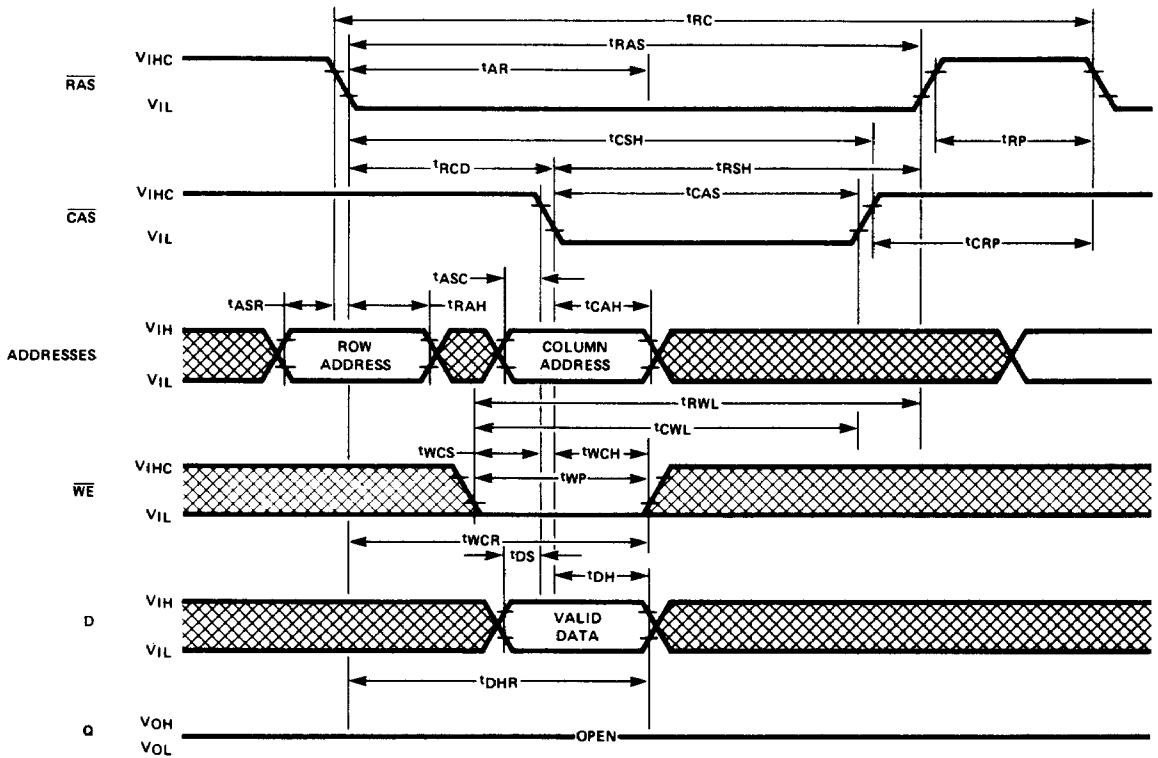 tRC
tRAS
VIHC
tAR
RAS
VIL
tCSH
tRP
tRCD
tRSH
VIHC
tCAS
CAS
VIL
tCRP
tASC
tASR
tRAH
tCAH
VIH
ROW
ADDRESS
COLUMN
ADDRESS
ADDRESSES
VIL
tRWL
tCWL
tWCS
tWCH
VIHC
tWP
WE
VIL
tWCR
tDS
tDH
VIH
VALID
DATA
D
VIL
tDHR
Q
VOH
OPEN
VOL